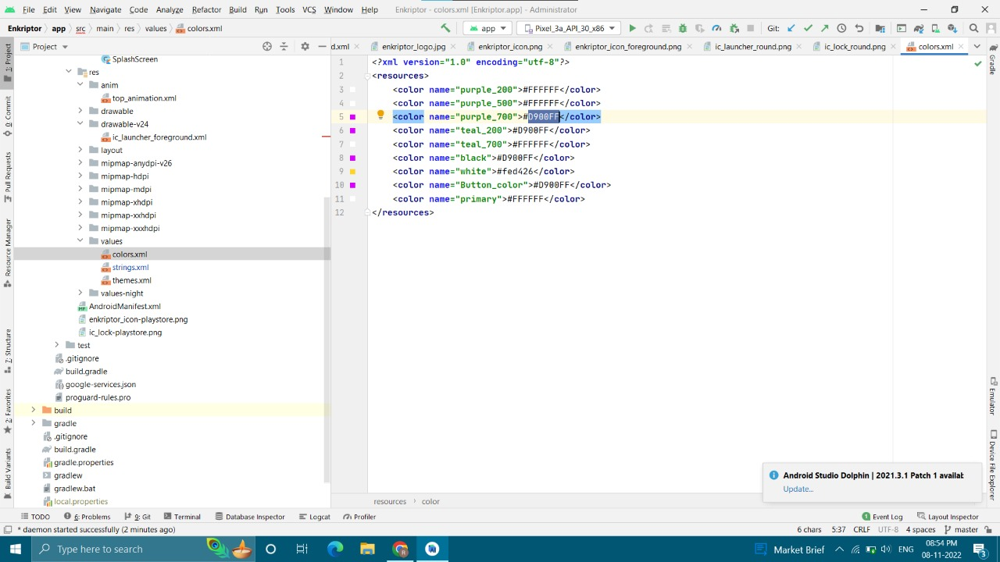 File Edit View Navigate Code Analyze Refactor Build Run Tools VCS Window Help Enkriptor - colors.xml [Enkriptor.app] - Administrator
Enkriptor app src main res values colors.xml app Pixel_3a_API_30_x86 Git:
Project d.xml enkriptor_logo.jpg enkriptor_icon.png enkriptor_icon_foreground.png ic_launcher_round.png ic_lock_round.png colors.xml
SplashScreen
res
anim
top_animation.xml
drawable
drawable-v24
ic_launcher_foreground.xml
layout
mipmap-anydpi-v26
mipmap-hdpi
mipmap-mdpi
mipmap-xhdpi
mipmap-xxhdpi
mipmap-xxxhdpi
values
colors.xml
strings.xml
themes.xml
values-night
AndroidManifest.xml
enkriptor_icon-playstore.png
ic_lock-playstore.png
test
.gitignore
build.gradle
google-services.json
proguard-rules.pro
build
gradle
.gitignore
build.gradle
gradle.properties
gradlew
gradlew.bat
local.properties
1 <?xml version="1.0" encoding="utf-8"?>
2 <resources>
3 <color name="purple_200">#FFFFFF</color>
4 <color name="purple_500">#FFFFFF</color>
5 <color name="purple_700">#D900FF</color>
6 <color name="teal_200">#D900FF</color>
7 <color name="teal_700">#FFFFFF</color>
8 <color name="black">#D900FF</color>
9 <color name="white">#fed426</color>
10 <color name="Button_color">#D900FF</color>
11 <color name="primary">#FFFFFF</color>
12 </resources>
1: Project
0: Commit
Pull Requests
Resource Manager
7: Structure
2: Favorites
Build Variants
Gradle
Emulator
Device File Explorer
Android Studio Dolphin | 2021.3.1 Patch 1 availab
Update...
resources color
TODO 6: Problems 9: Git Terminal Database Inspector Logcat Profiler 1 Event Log Layout Inspector
* daemon started successfully (2 minutes ago) 6 chars 5:37 CRLF UTF-8 4 spaces master
Type here to search Market Brief ENG 08:54 PM
08-11-2022 3